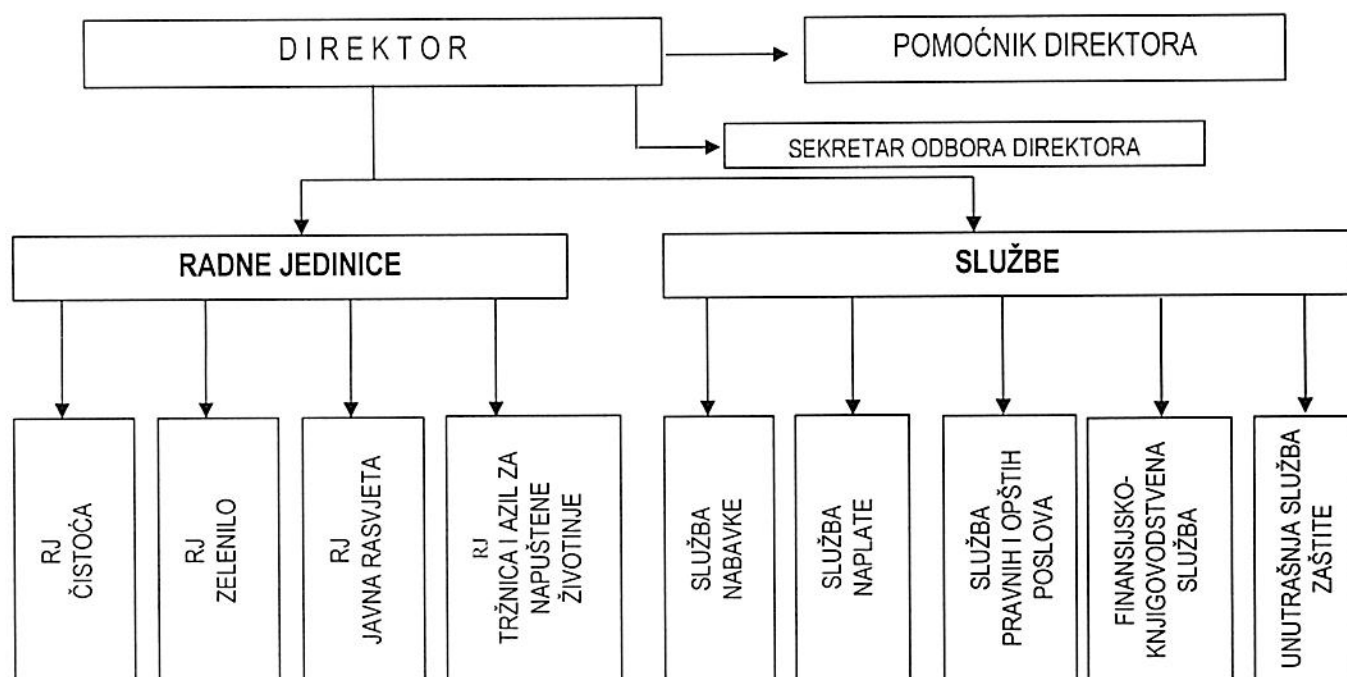 DIREKTOR
POMOĆNIK DIREKTORA
SEKRETAR ODBORA DIREKTORA
RADNE JEDINICE
SLUŽBE
RJ
ČISTOĆA
RJ
ZELENILO
RJ
JAVNA RASVJETA
RJ
TRŽNICA I AZIL ZA
NAPUŠTENE
ŽIVOTINJE
SLUŽBA
NABAVKE
SLUŽBA
NAPLATE
SLUŽBA
PRAVNIH I OPŠTIH
POSLOVA
FINANSIJSKO-
KNJIGOVODSTVENA
SLUŽBA
UNUTRAŠNJA SLUŽBA
ZAŠTITE